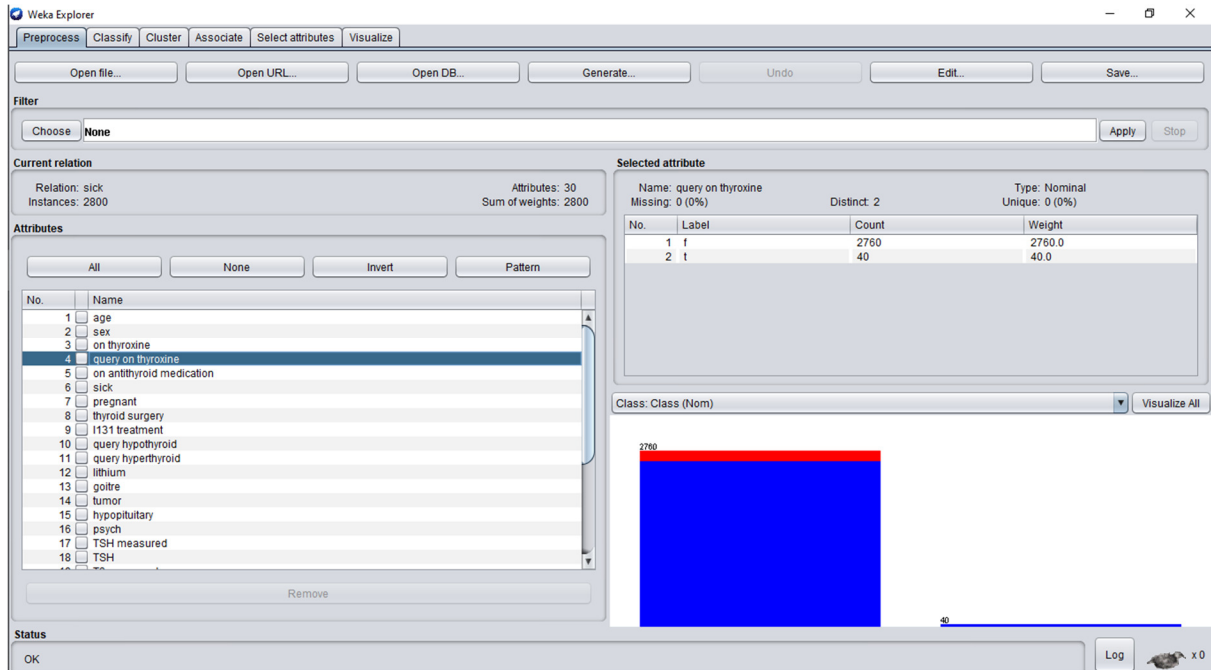 Weka Explorer
Preprocess Classify Cluster Associate Select attributes Visualize
Open file... Open URL... Open DB... Generate... Undo Edit... Save...
Filter
Choose None Apply Stop
Current relation
Relation: sick Attributes: 30
Instances: 2800 Sum of weights: 2800
Attributes
All None Invert Pattern
No. Name
1 age
2 sex
3 on thyroxine
4 query on thyroxine
5 on antithyroid medication
6 sick
7 pregnant
8 thyroid surgery
9 I131 treatment
10 query hypothyroid
11 query hyperthyroid
12 lithium
13 goitre
14 tumor
15 hypopituitary
16 psych
17 TSH measured
18 TSH
Remove
Selected attribute
Name: query on thyroxine Type: Nominal
Missing: 0 (0%) Distinct: 2 Unique: 0 (0%)
No. Label Count Weight
1 f 2760 2760.0
2 t 40 40.0
Class: Class (Nom) Visualize All
2760
40
Status
OK Log x 0